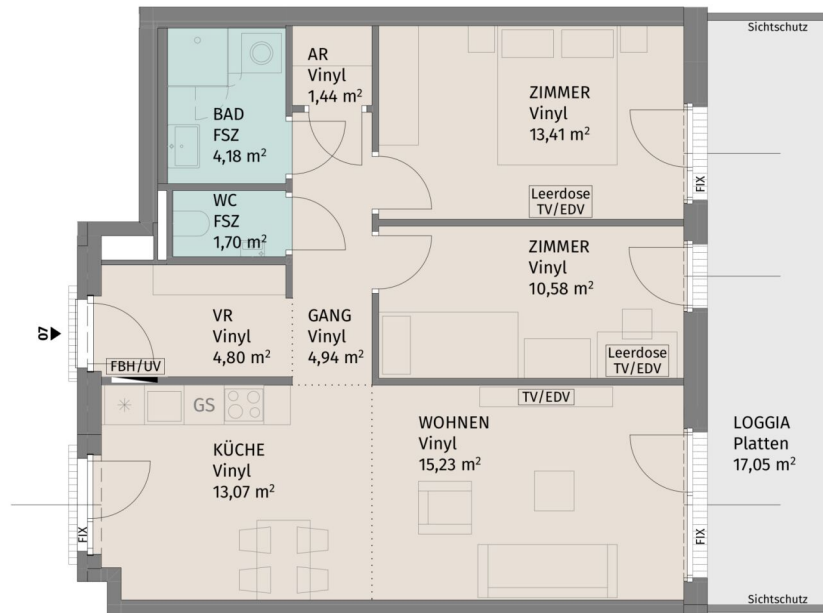 Sichtschutz
AR
Vinyl
1,44 m²
ZIMMER
Vinyl
13,41 m²
BAD
FSZ
4,18 m²
Leerdose
TV/EDV
FIX
WC
FSZ
1,70 m²
ZIMMER
Vinyl
10,58 m²
VR
Vinyl
4,80 m²
GANG
Vinyl
4,94 m²
07
FBH/UV
Leerdose
TV/EDV
GS
TV/EDV
WOHNEN
Vinyl
15,23 m²
LOGGIA
Platten
17,05 m²
KÜCHE
Vinyl
13,07 m²
FIX
FIX
Sichtschutz